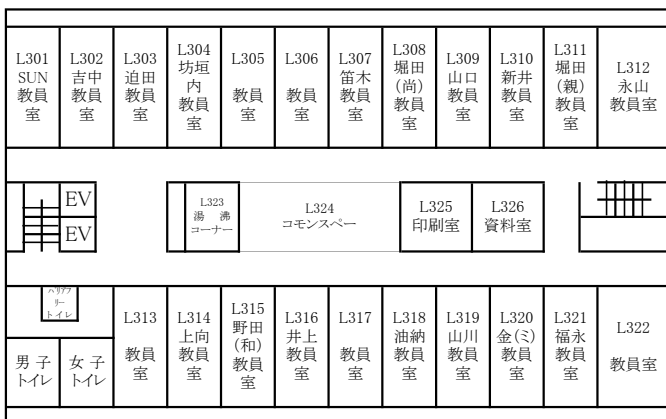 L301
SUN
教員
室
L302
吉中
教員
室
L303
迫田
教員
室
L304
坊垣
内
教員
室
L305
教員
室
L306
教員
室
L307
笛木
教員
室
L308
堀田
(尚)
教員
室
L309
山口
教員
室
L310
新井
教員
室
L311
堀田
(親)
教員
室
L312
永山
教員室
EV
EV
L323
湯 沸
コーナー
L324
コモンスペー
L325
印刷室
L326
資料室
バリアフ
リー
トイレ
男子
トイレ
女子
トイレ
L313
教員
室
L314
上向
教員
室
L315
野田
(和)
教員
室
L316
井上
教員
室
L317
教員
室
L318
油納
教員
室
L319
山川
教員
室
L320
金(ミ)
教員
室
L321
福永
教員
室
L322
教員室